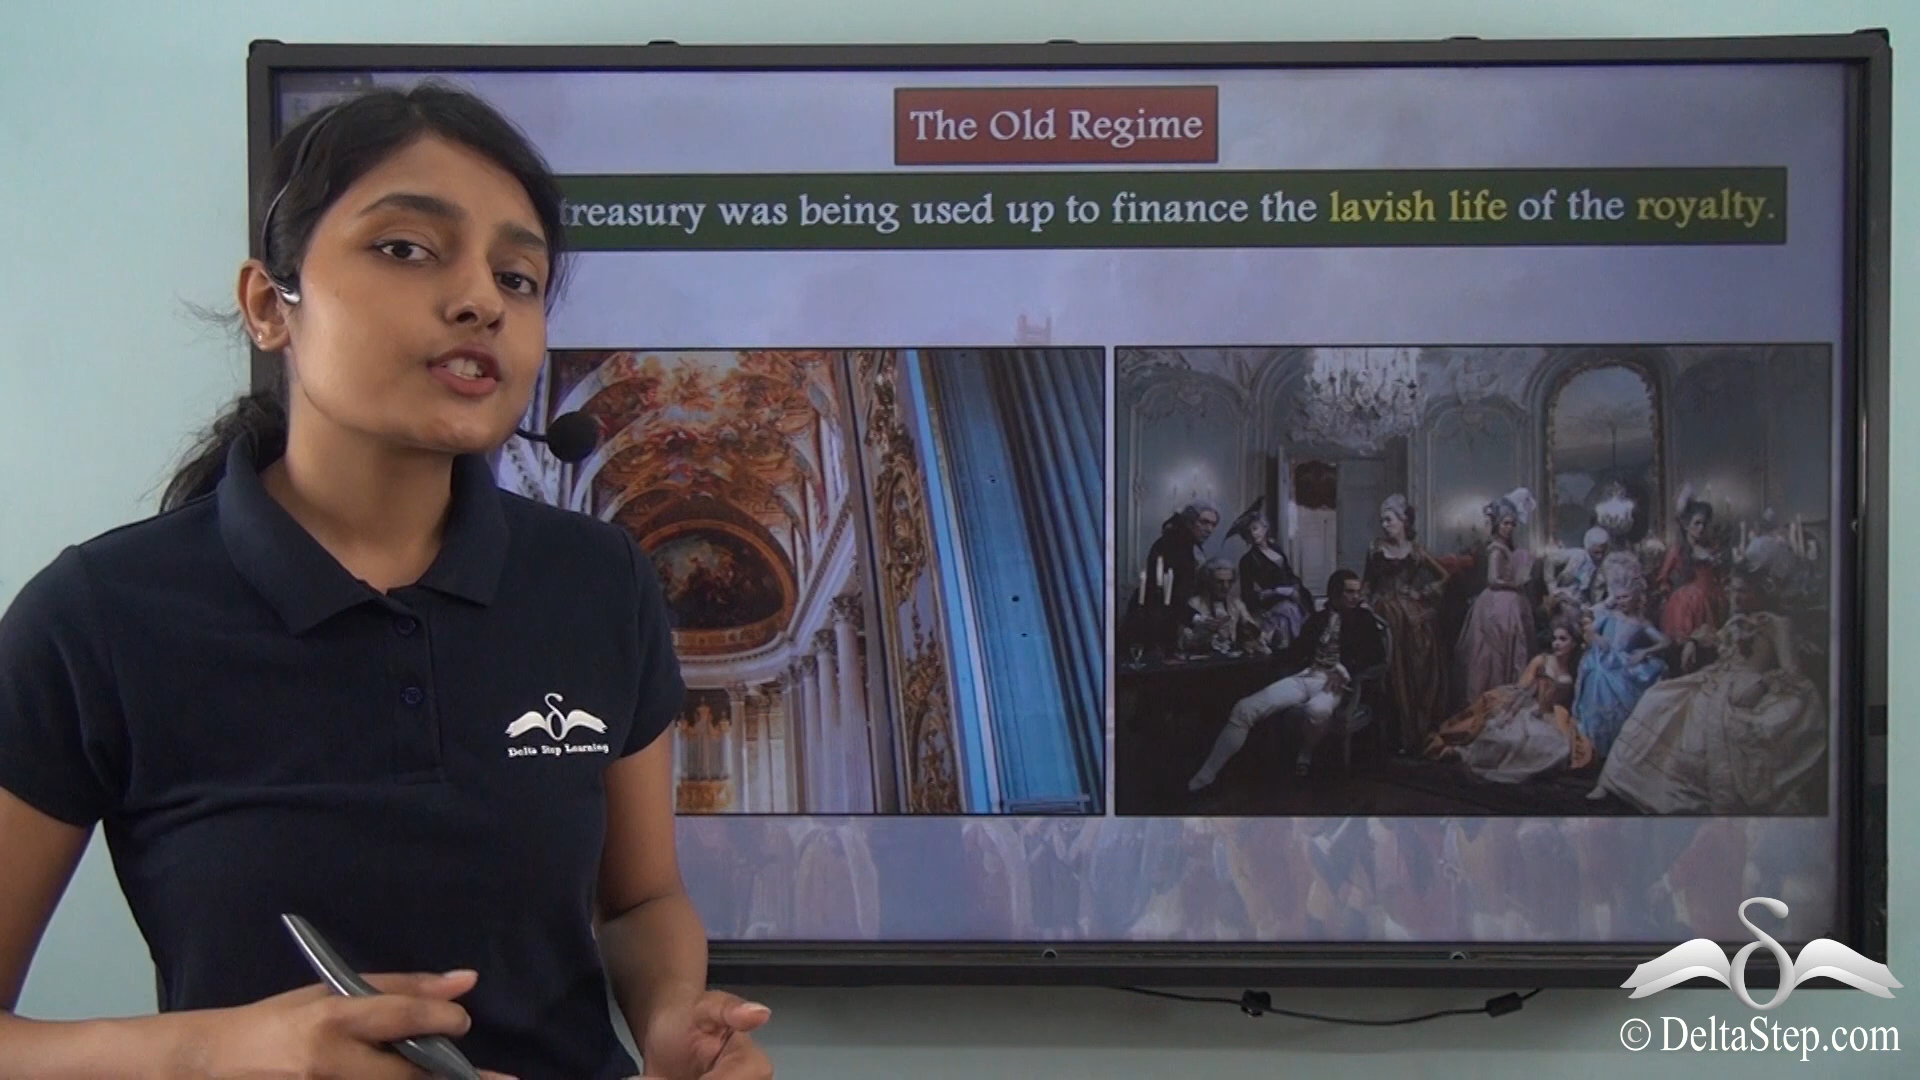 The Old Regime
treasury was being used up to finance the lavish life of the royalty.
Delta Step Learning
© DeltaStep.com